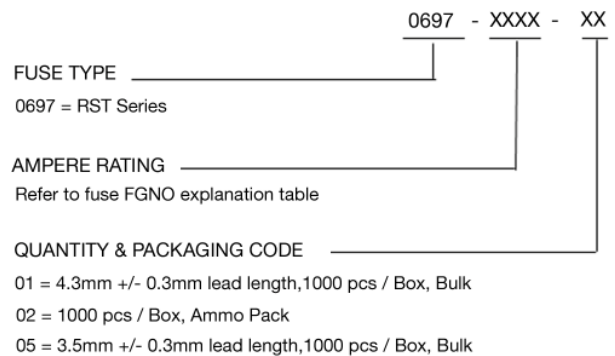 0697 - XXXX - XX
FUSE TYPE
0697 = RST Series
AMPERE RATING
Refer to fuse FGNO explanation table
QUANTITY & PACKAGING CODE
01 = 4.3mm +/- 0.3mm lead length,1000 pcs / Box, Bulk
02 = 1000 pcs / Box, Ammo Pack
05 = 3.5mm +/- 0.3mm lead length,1000 pcs / Box, Bulk